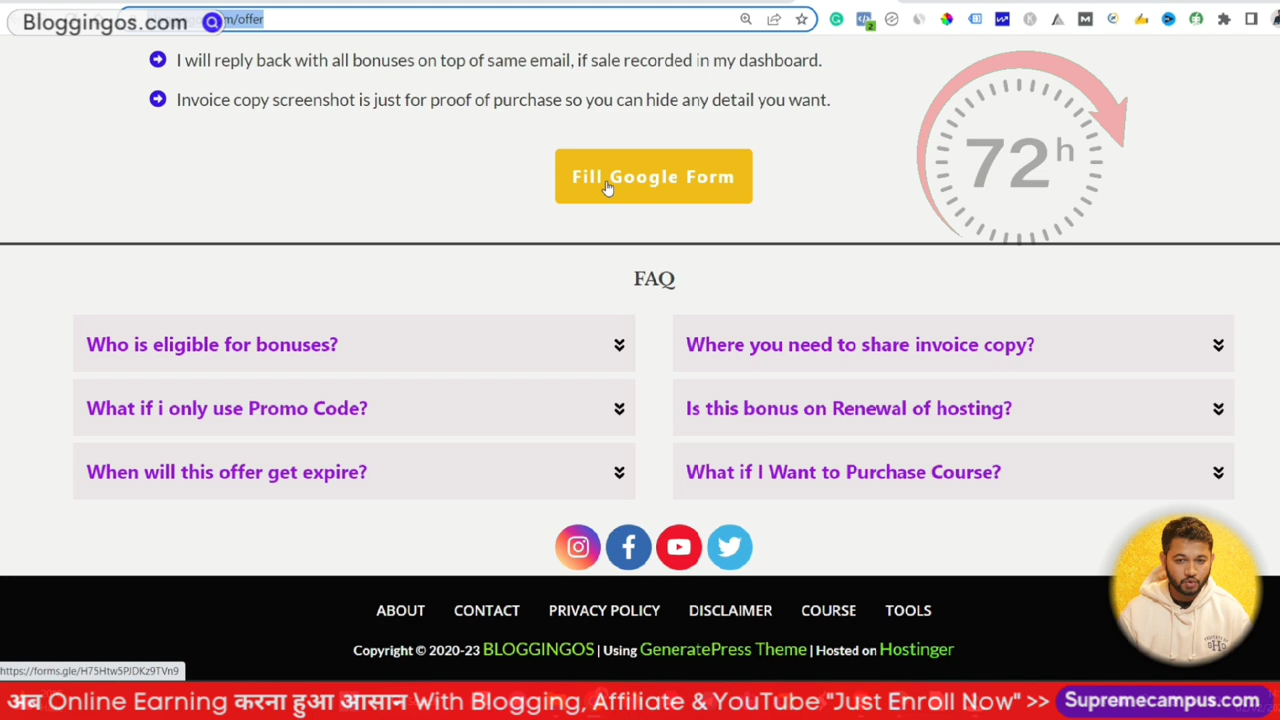 Bloggingos.com
m/offer
I will reply back with all bonuses on top of same email, if sale recorded in my dashboard.
Invoice copy screenshot is just for proof of purchase so you can hide any detail you want.
72h
Fill Google Form
FAQ
Who is eligible for bonuses?
Where you need to share invoice copy?
What if i only use Promo Code?
Is this bonus on Renewal of hosting?
When will this offer get expire?
What if I Want to Purchase Course?
ABOUT CONTACT PRIVACY POLICY DISCLAIMER COURSE TOOLS
Copyright © 2020-23 BLOGGINGOS | Using GeneratePress Theme | Hosted on Hostinger
https://forms.gle/H75Htw5PJDKz9TVn9
अब Online Earning करना हुआ आसान With Blogging, Affiliate & YouTube "Just Enroll Now" >> Supremecampus.com